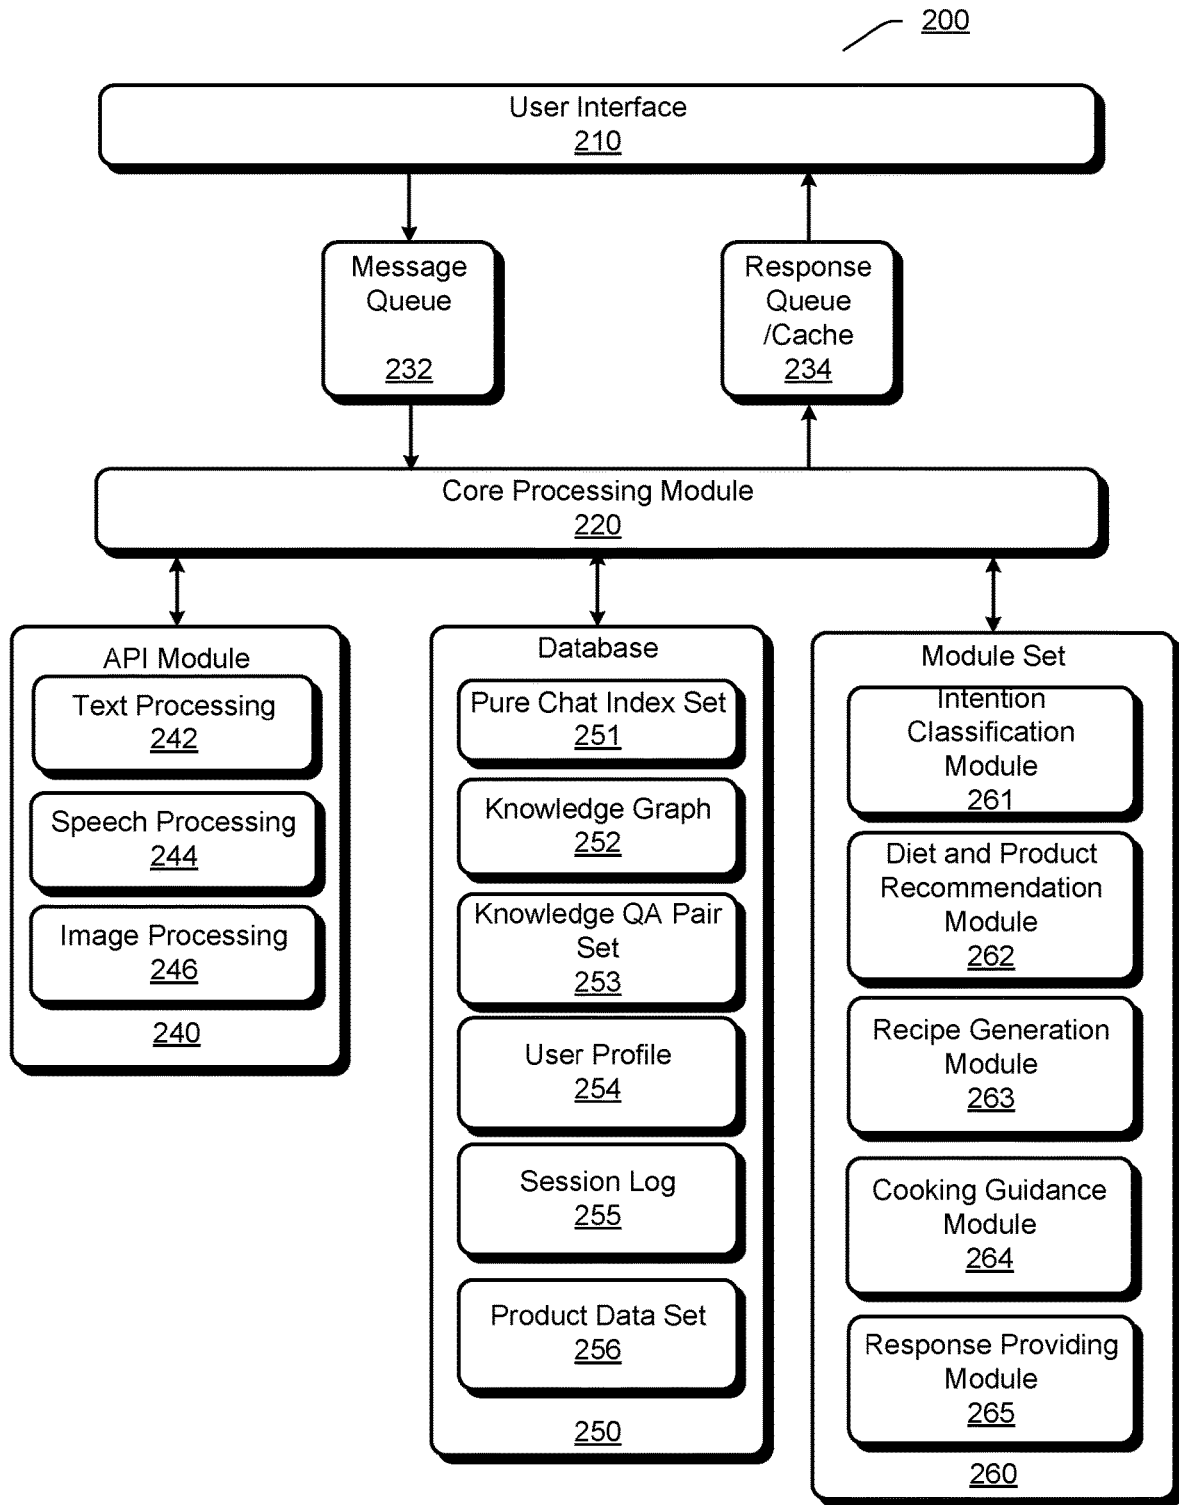 200
User Interface
210
Message
Queue
232
Response
Queue
/Cache
234
Core Processing Module
220
API Module
Text Processing
242
Speech Processing
244
Image Processing
246
240
Database
Pure Chat Index Set
251
Knowledge Graph
252
Knowledge QA Pair
Set
253
User Profile
254
Session Log
255
Product Data Set
256
250
Module Set
Intention
Classification
Module
261
Diet and Product
Recommendation
Module
262
Recipe Generation
Module
263
Cooking Guidance
Module
264
Response Providing
Module
265
260